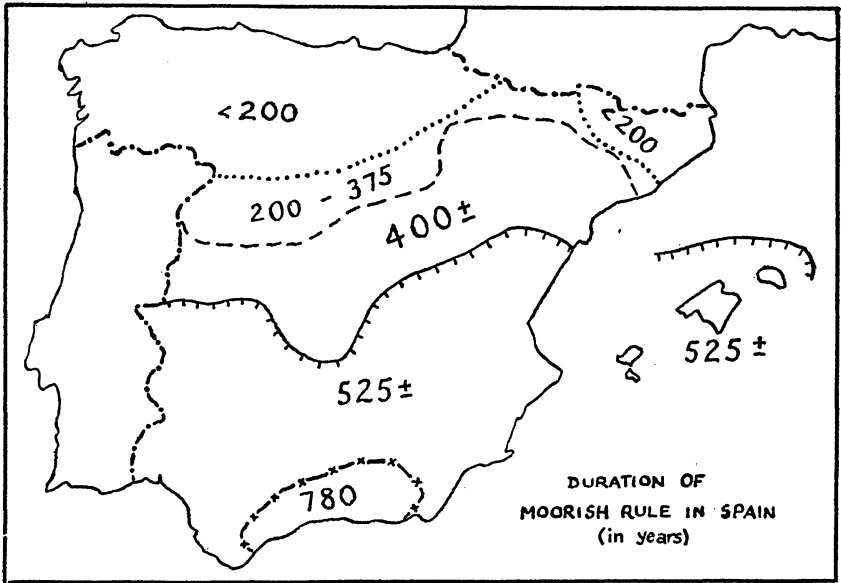 <200
<200
200 - 375
400±
525±
525±
780
DURATION OF
MOORISH RULE IN SPAIN
(in years)